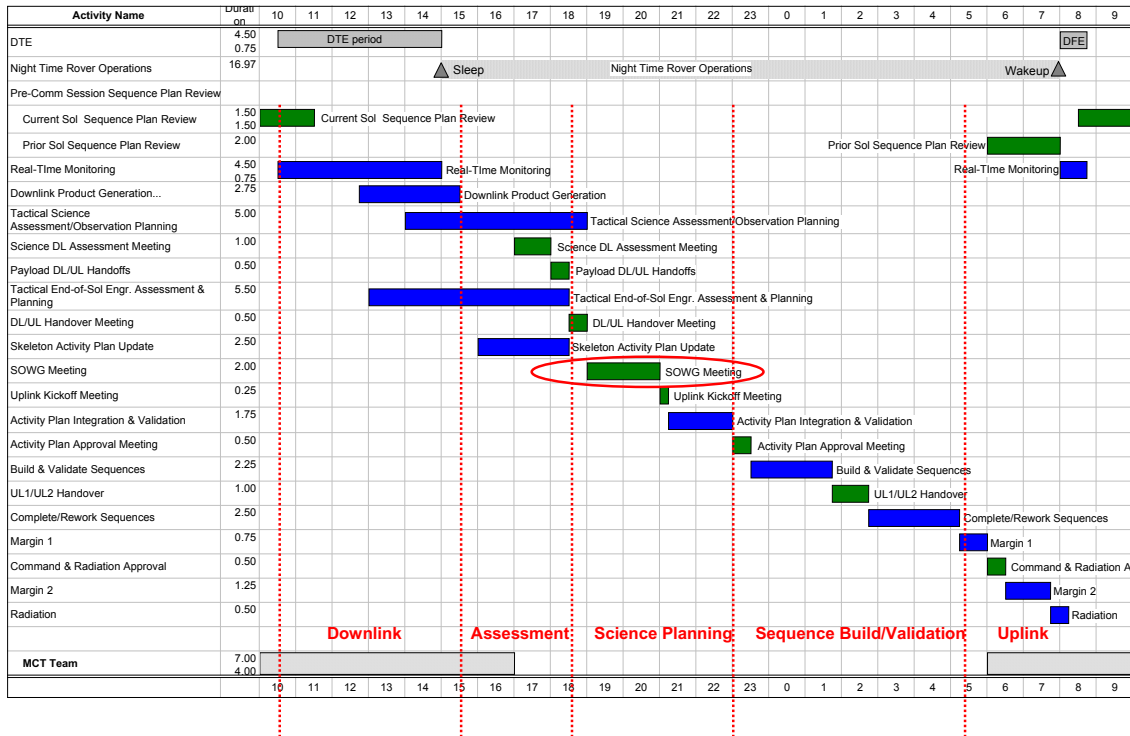 Activity Name Durati on 10 11 12 13 14 15 16 17 18 19 20 21 22 23 0 1 2 3 4 5 6 7 8 9
DTE 4.50 0.75 DTE period DFE
Night Time Rover Operations 16.97 Sleep Night Time Rover Operations Wakeup
Pre-Comm Session Sequence Plan Review
Current Sol Sequence Plan Review 1.50 1.50 Current Sol Sequence Plan Review
Prior Sol Sequence Plan Review 2.00 Prior Sol Sequence Plan Review
Real-TIme Monitoring 4.50 0.75 Real-TIme Monitoring Real-TIme Monitoring
Downlink Product Generation... 2.75 Downlink Product Generation
Tactical Science
Assessment/Observation Planning 5.00 Tactical Science Assessment/Observation Planning
Science DL Assessment Meeting 1.00 Science DL Assessment Meeting
Payload DL/UL Handoffs 0.50 Payload DL/UL Handoffs
Tactical End-of-Sol Engr. Assessment &
Planning 5.50 Tactical End-of-Sol Engr. Assessment & Planning
DL/UL Handover Meeting 0.50 DL/UL Handover Meeting
Skeleton Activity Plan Update 2.50 Skeleton Activity Plan Update
SOWG Meeting 2.00 SOWG Meeting
Uplink Kickoff Meeting 0.25 Uplink Kickoff Meeting
Activity Plan Integration & Validation 1.75 Activity Plan Integration & Validation
Activity Plan Approval Meeting 0.50 Activity Plan Approval Meeting
Build & Validate Sequences 2.25 Build & Validate Sequences
UL1/UL2 Handover 1.00 UL1/UL2 Handover
Complete/Rework Sequences 2.50 Complete/Rework Sequences
Margin 1 0.75 Margin 1
Command & Radiation Approval 0.50 Command & Radiation A
Margin 2 1.25 Margin 2
Radiation 0.50 Radiation
Downlink Assessment Science Planning Sequence Build/Validation Uplink
MCT Team 7.00 4.00
10 11 12 13 14 15 16 17 18 19 20 21 22 23 0 1 2 3 4 5 6 7 8 9